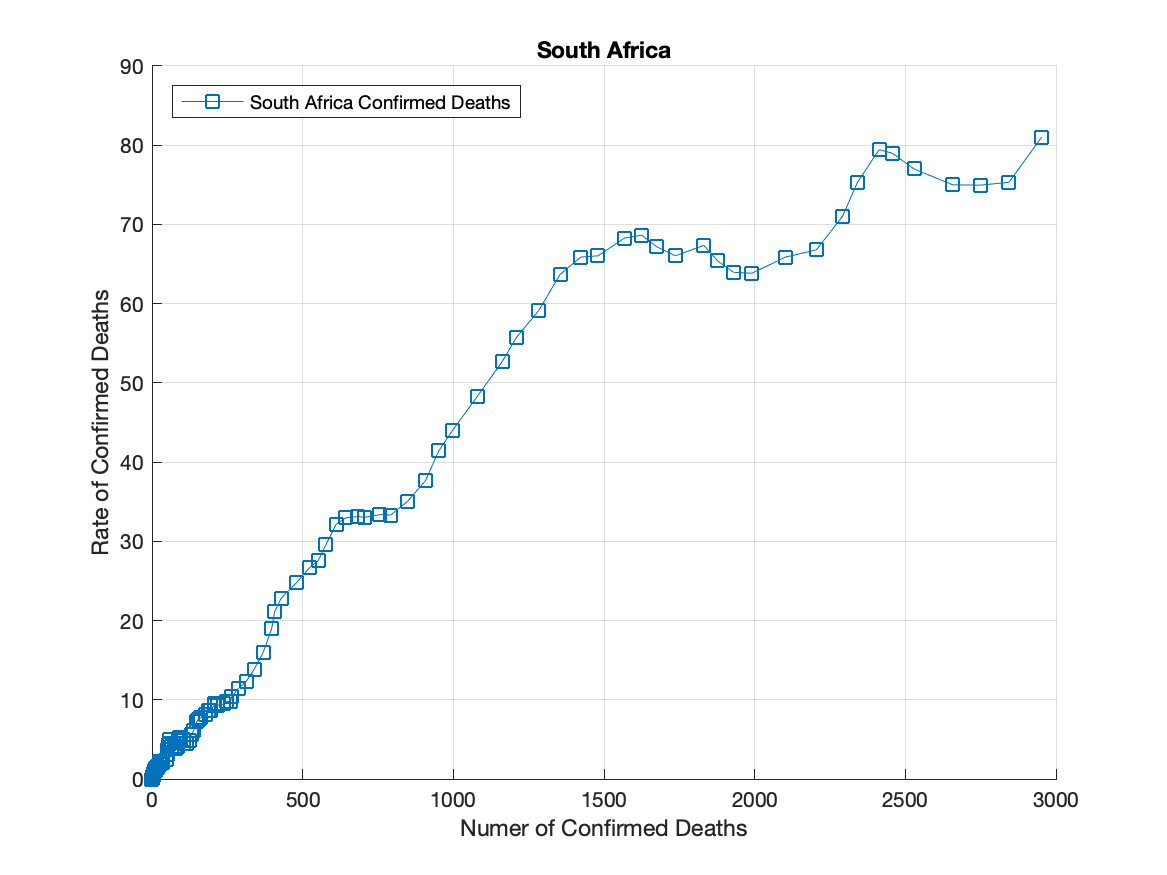 South Africa
South Africa Confirmed Deaths
90
80
70
60
50
40
30
20
10
0
Rate of Confirmed Deaths
0 500 1000 1500 2000 2500 3000
Numer of Confirmed Deaths